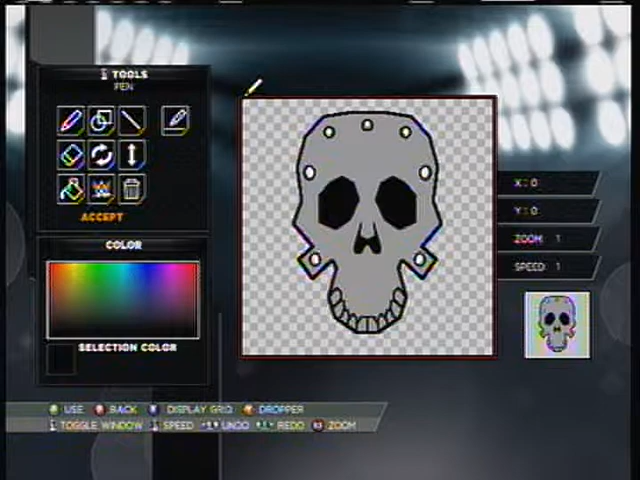 TOOLS
PEN
ACCEPT
COLOR
SELECTION COLOR
X: 0
Y: 0
ZOOM: 1
SPEED: 1
USE BACK DISPLAY GRID DROPPER
TOGGLE WINDOW SPEED UNDO REDO ZOOM